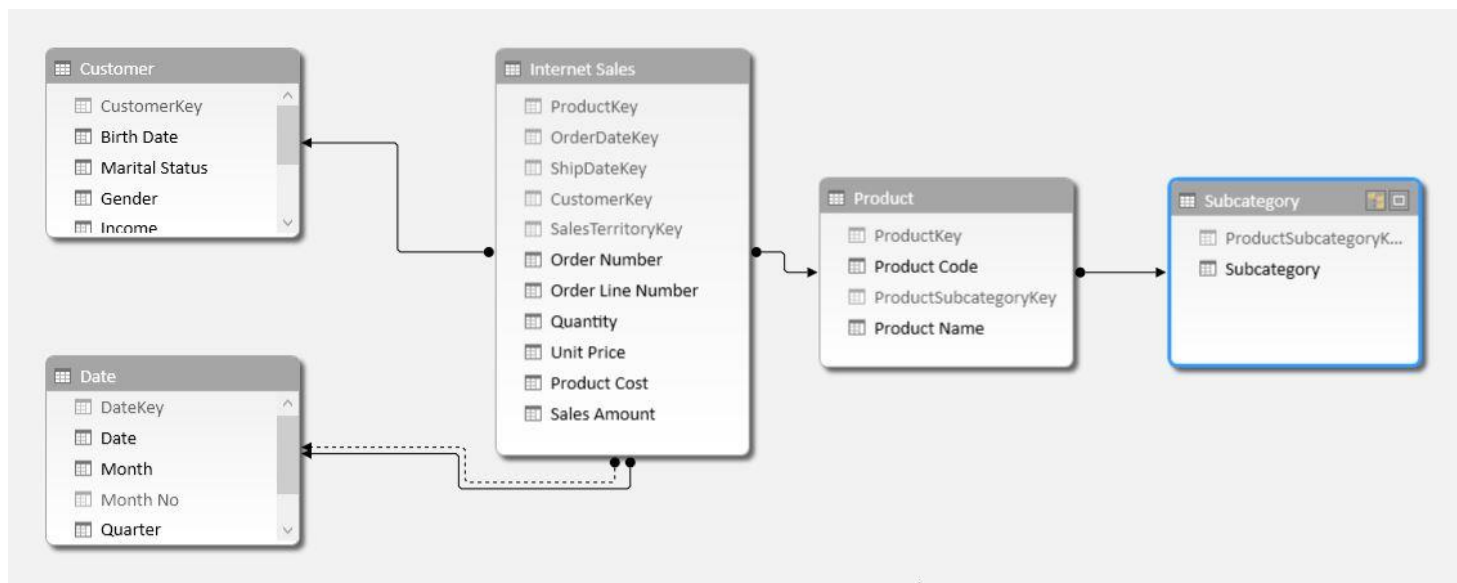 Customer
CustomerKey
Birth Date
Marital Status
Gender
Income
Date
DateKey
Date
Month
Month No
Quarter
Internet Sales
ProductKey
OrderDateKey
ShipDateKey
CustomerKey
SalesTerritoryKey
Order Number
Order Line Number
Quantity
Unit Price
Product Cost
Sales Amount
Product
ProductKey
Product Code
ProductSubcategoryKey
Product Name
Subcategory
ProductSubcategoryK...
Subcategory